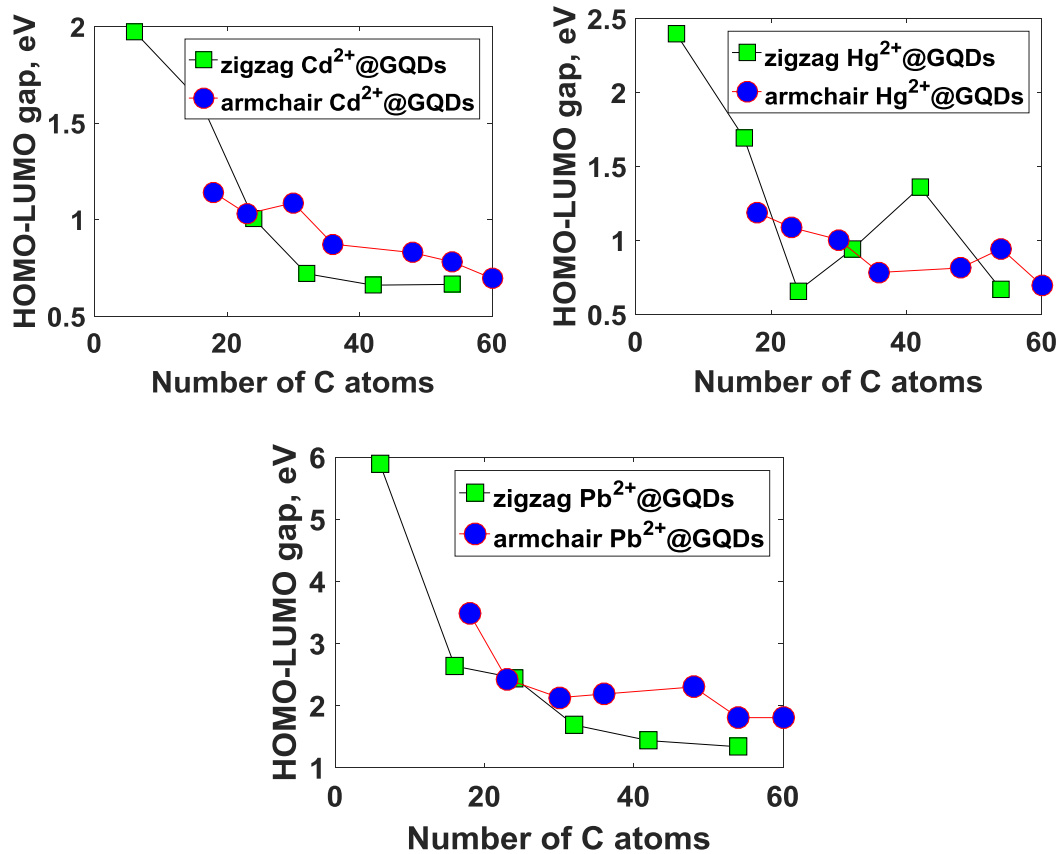 HOMO-LUMO gap, eV
2
1.5
1
0.5
zigzag Cd2+@GQDs
armchair Cd2+@GQDs
0 20 40 60
Number of C atoms
HOMO-LUMO gap, eV
2.5
2
1.5
1
0.5
zigzag Hg2+@GQDs
armchair Hg2+@GQDs
0 20 40 60
Number of C atoms
HOMO-LUMO gap, eV
6
5
4
3
2
1
zigzag Pb2+@GQDs
armchair Pb2+@GQDs
0 20 40 60
Number of C atoms